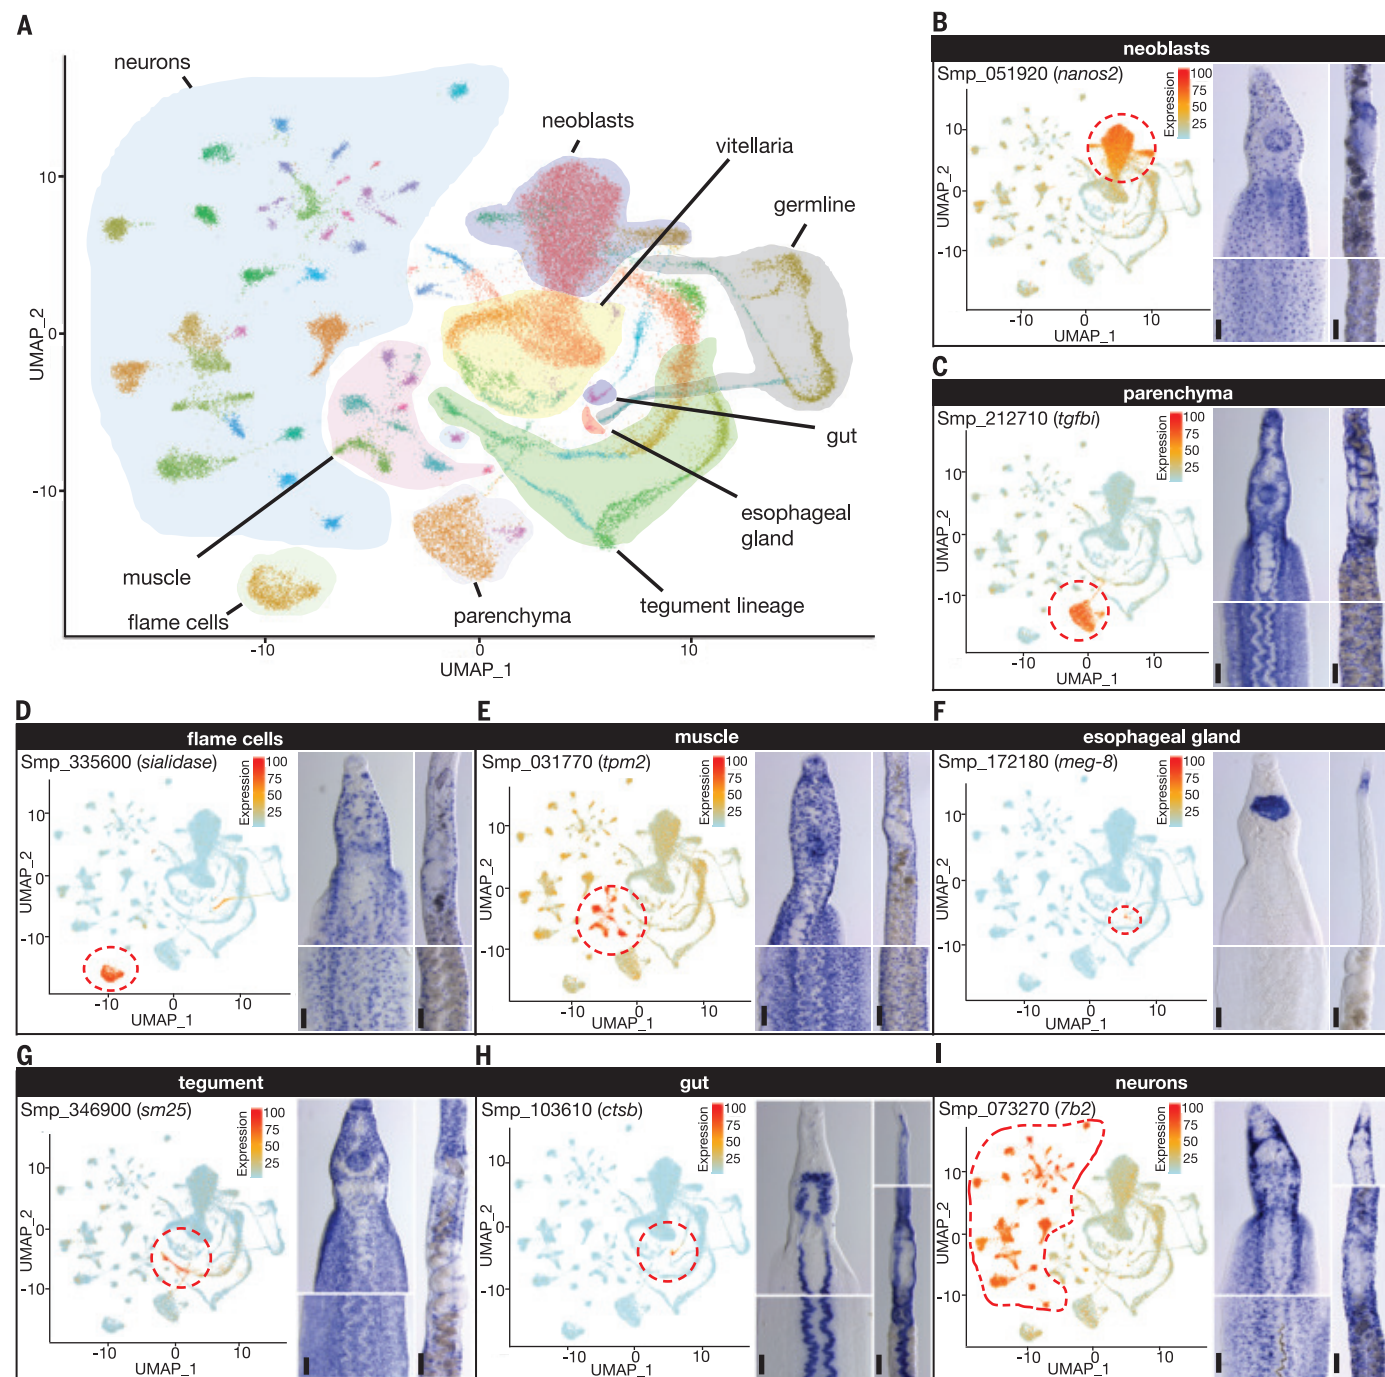 A
neurons
neoblasts
vitellaria
germline
gut
esophageal
gland
tegument lineage
parenchyma
muscle
flame cells
10
0
-10
UMAP_2
-10
0
10
UMAP_1
B
neoblasts
Smp_051920 (nanos2)
Expression
100
75
50
25
10
0
-10
UMAP_2
-10
0
10
UMAP_1
C
parenchyma
Smp_212710 (tgfbi)
Expression
100
75
50
25
10
0
-10
UMAP_2
-10
0
10
UMAP_1
D
flame cells
Smp_335600 (sialidase)
Expression
100
75
50
25
10
0
-10
UMAP_2
-10
0
10
UMAP_1
E
muscle
Smp_031770 (tpm2)
Expression
100
75
50
25
10
0
-10
UMAP_2
-10
0
10
UMAP_1
F
esophageal gland
Smp_172180 (meg-8)
Expression
100
75
50
25
10
0
-10
UMAP_2
-10
0
10
UMAP_1
G
tegument
Smp_346900 (sm25)
Expression
100
75
50
25
10
0
-10
UMAP_2
-10
0
10
UMAP_1
H
gut
Smp_103610 (ctsb)
Expression
100
75
50
25
10
0
-10
UMAP_2
-10
0
10
UMAP_1
I
neurons
Smp_073270 (7b2)
Expression
100
75
50
25
10
0
-10
UMAP_2
-10
0
10
UMAP_1